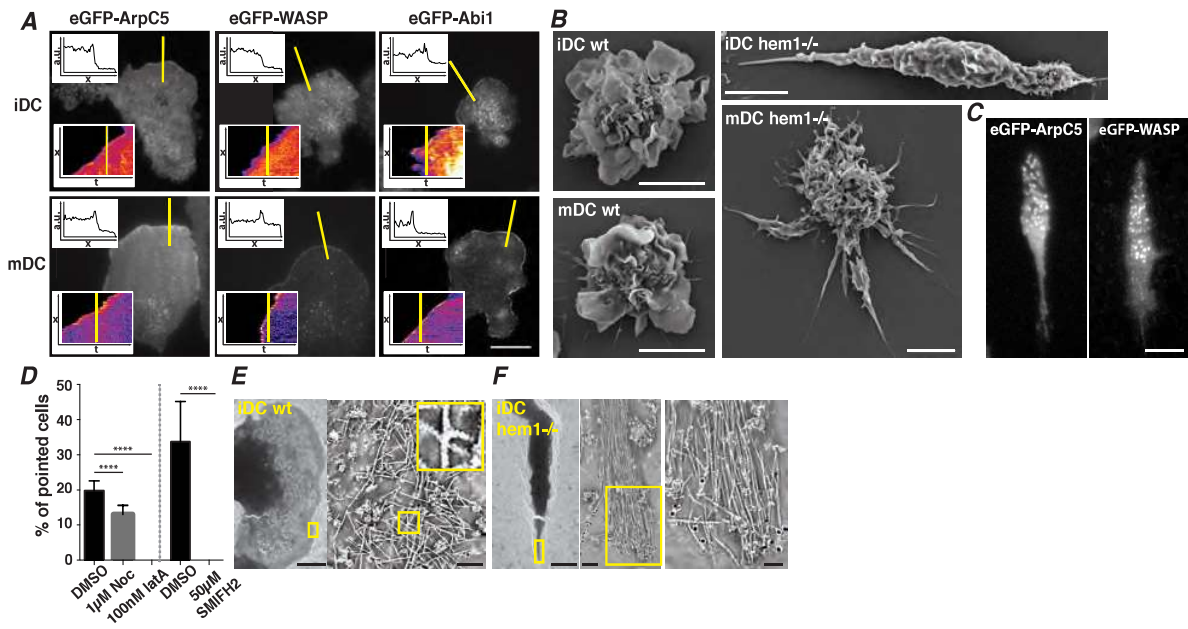 A
eGFP-ArpC5
eGFP-WASP
eGFP-Abi1
iDC
mDC
a.u.
x
x
t
a.u.
x
x
t
a.u.
x
x
t
a.u.
x
x
t
a.u.
x
x
t
a.u.
x
x
t
B
iDC wt
iDC hem1-/-
mDC wt
mDC hem1-/-
C
eGFP-ArpC5
eGFP-WASP
D
% of pointed cells
50
40
30
20
10
0
****
****
****
DMSO
1µM Noc
100nM latA
DMSO
50µM
SMIFH2
E
iDC wt
F
iDC
hem1-/-